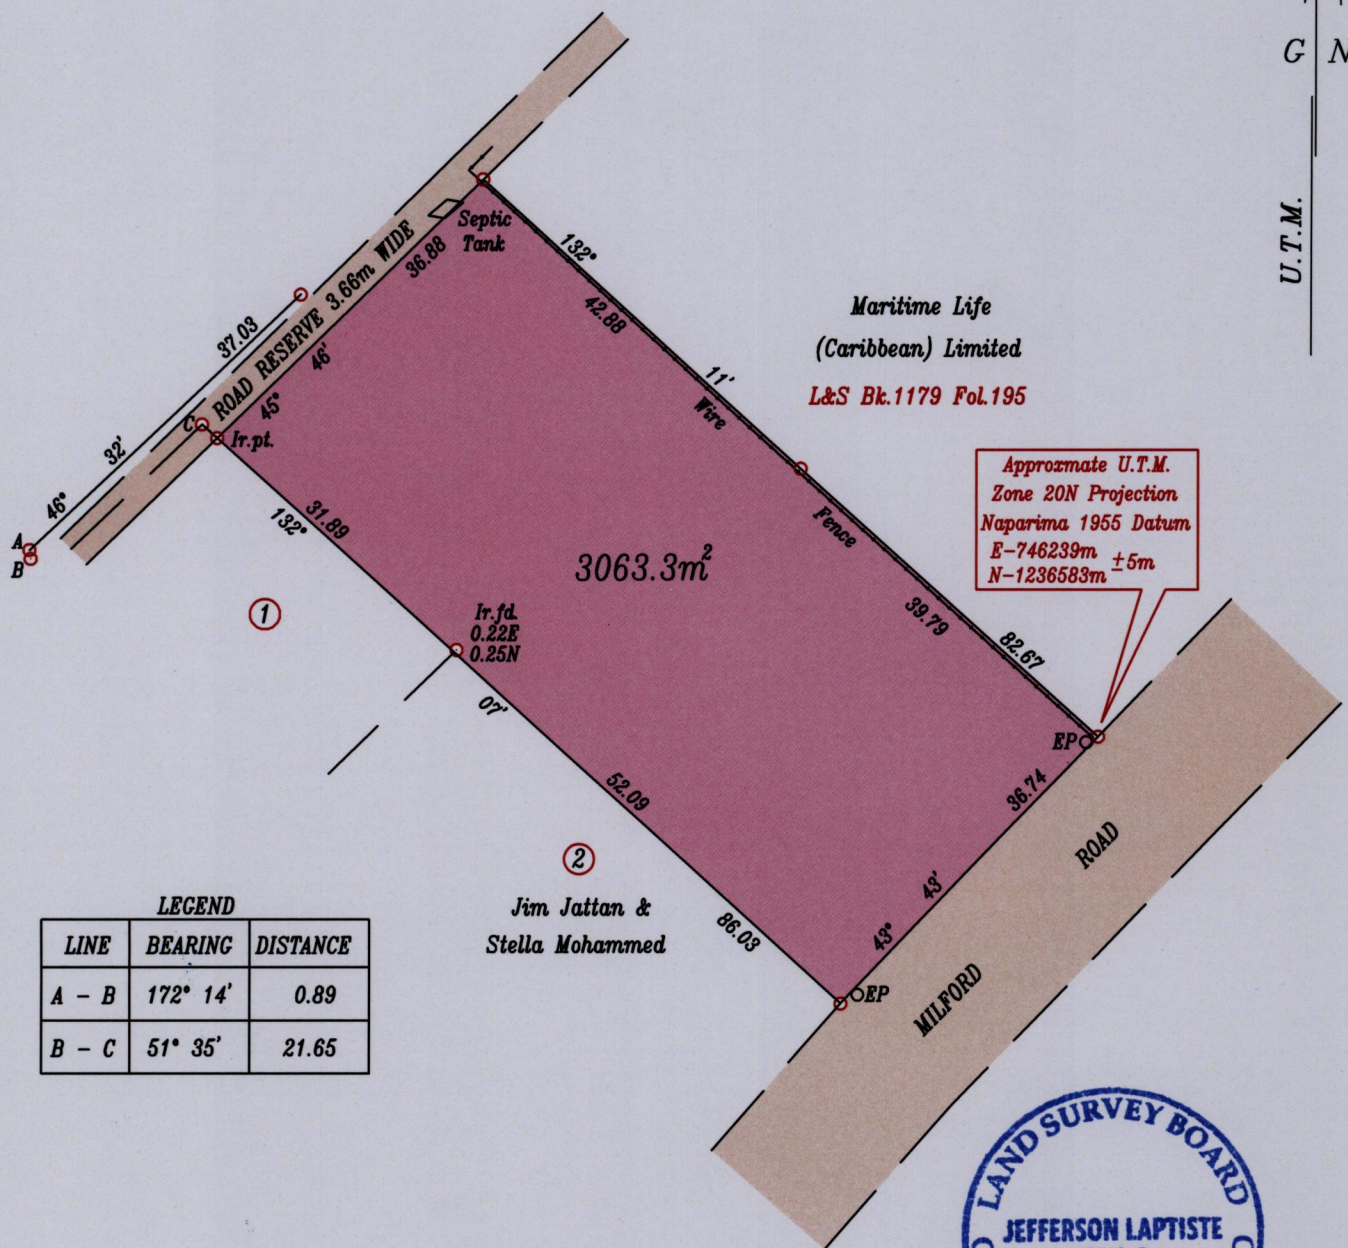 G N
U.T.M.
ROAD RESERVE 3.66m WIDE
Septic
Tank
36.88
46'
45°
37.03
32'
46°
A
B
C
Ir.pt.
132°
42.88
11'
Wire
Fence
39.79
82.67
Maritime Life
(Caribbean) Limited
L&S Bk.1179 Fol.195
Approxmate U.T.M.
Zone 20N Projection
Naparima 1955 Datum
E-746239m
N-1236583m ±5m
31.89
132°
3063.3m²
Ir.fd.
0.22E
0.25N
07'
52.09
86.03
1
2
Jim Jattan &
Stella Mohammed
EP
36.74
43'
43°
EP
MILFORD ROAD
LEGEND
LINE BEARING DISTANCE
A - B 172° 14' 0.89
B - C 51° 35' 21.65
LAND SURVEY BOARD
JEFFERSON LAPTISTE